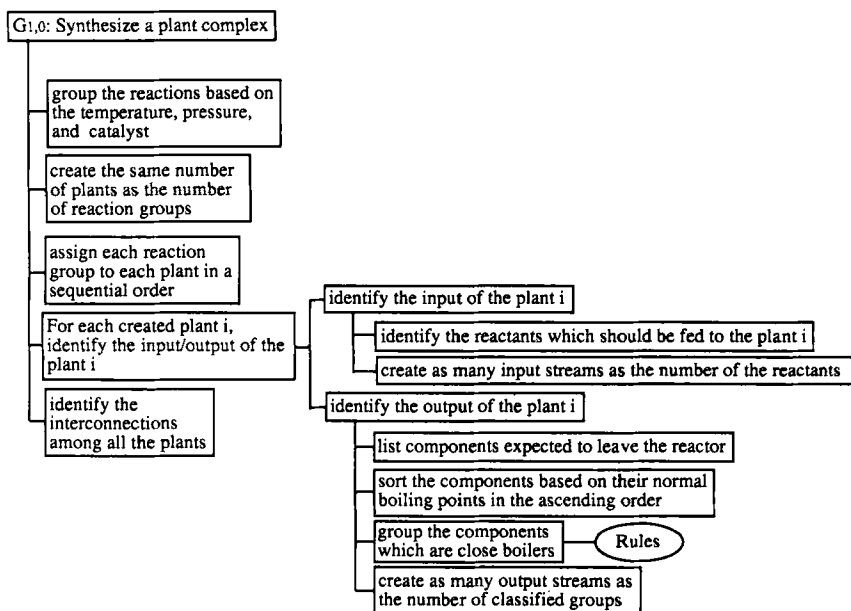 G1,0: Synthesize a plant complex
group the reactions based on
the temperature, pressure,
and catalyst
create the same number
of plants as the number
of reaction groups
assign each reaction
group to each plant in a
sequential order
For each created plant i,
identify the input/output of the
plant i
identify the
interconnections
among all the plants
identify the input of the plant i
identify the reactants which should be fed to the plant i
create as many input streams as the number of the reactants
identify the output of the plant i
list components expected to leave the reactor
sort the components based on their normal
boiling points in the ascending order
group the components
which are close boilers
Rules
create as many output streams as
the number of classified groups